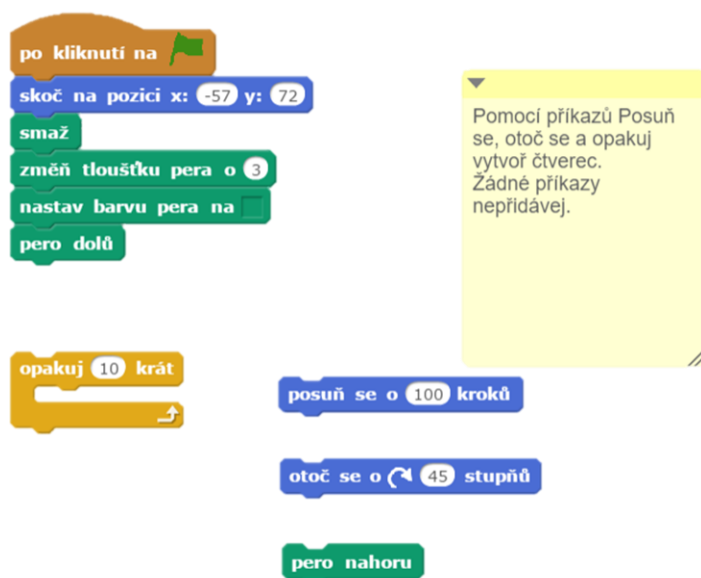 po kliknutí na
skoč na pozici x: -57 y: 72
smaž
změň tloušťku pera o 3
nastav barvu pera na
pero dolů
Pomocí příkazů Posuň
se, otoč se a opakuj
vytvoř čtverec.
Žádné příkazy
nepřidávej.
opakuj 10 krát
posuň se o 100 kroků
otoč se o 45 stupňů
pero nahoru